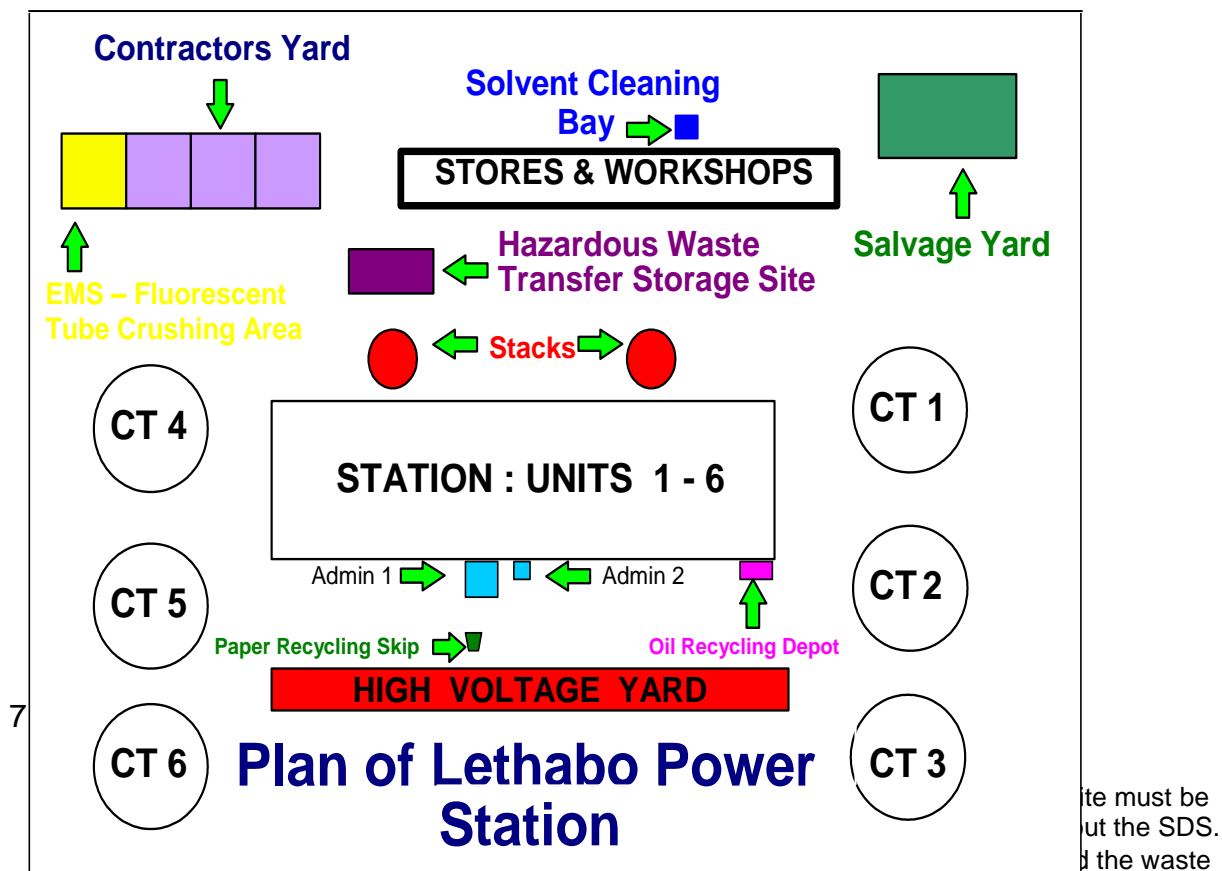 Contractors Yard
Solvent Cleaning
Bay
STORES & WORKSHOPS
Hazardous Waste
Transfer Storage Site
Salvage Yard
EMS – Fluorescent
Tube Crushing Area
Stacks
CT 4
CT 1
STATION : UNITS 1 - 6
Admin 1
Admin 2
CT 5
CT 2
Paper Recycling Skip
Oil Recycling Depot
HIGH VOLTAGE YARD
7
CT 6
Plan of Lethabo Power
Station
CT 3
ite must be
out the SDS.
the waste